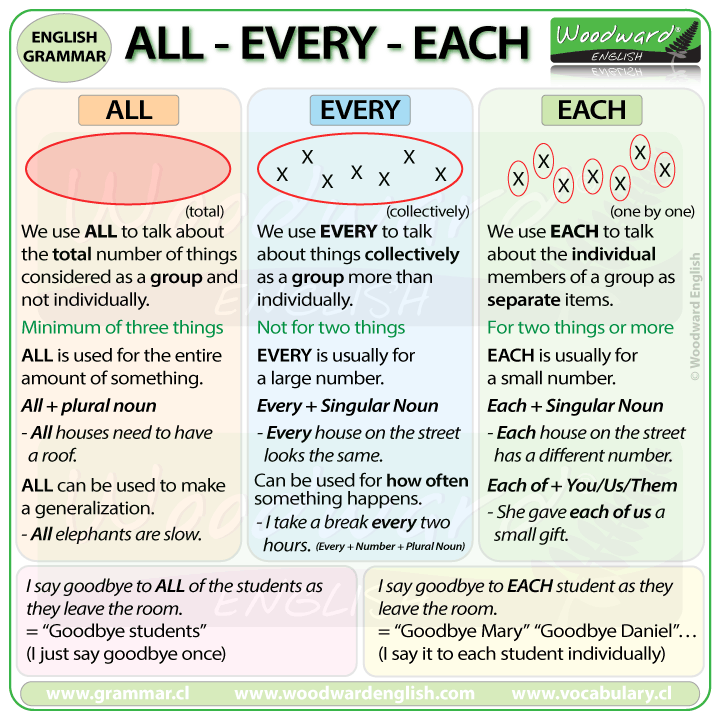 ENGLISH
GRAMMAR
ALL - EVERY - EACH
Woodward®
ENGLISH
ALL
(total)
We use ALL to talk about
the total number of things
considered as a group and
not individually.
Minimum of three things
ALL is used for the entire
amount of something.
All + plural noun
- All houses need to have
a roof.
ALL can be used to make
a generalization.
- All elephants are slow.
EVERY
X X X X X X X
(collectively)
We use EVERY to talk
about things collectively
as a group more than
individually.
Not for two things
EVERY is usually for
a large number.
Every + Singular Noun
- Every house on the street
looks the same.
Can be used for how often
something happens.
- I take a break every two
hours. (Every + Number + Plural Noun)
EACH
X X X X X X X
(one by one)
We use EACH to talk
about the individual
members of a group as
separate items.
For two things or more
EACH is usually for
a small number.
Each + Singular Noun
- Each house on the street
has a different number.
Each of + You/Us/Them
- She gave each of us a
small gift.
© Woodward English
I say goodbye to ALL of the students as
they leave the room.
= “Goodbye students”
(I just say goodbye once)
I say goodbye to EACH student as they
leave the room.
= “Goodbye Mary” “Goodbye Daniel”...
(I say it to each student individually)
www.grammar.cl www.woodwardenglish.com www.vocabulary.cl